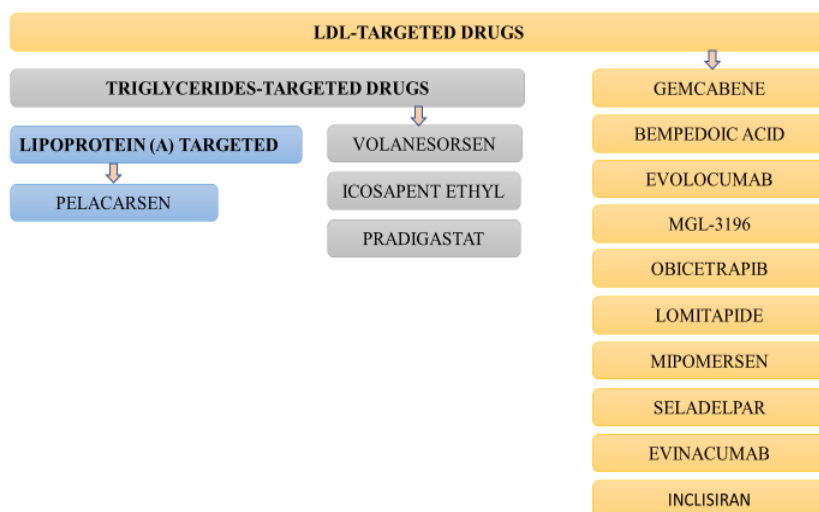 LDL-TARGETED DRUGS
TRIGLYCERIDES-TARGETED DRUGS
LIPOPROTEIN (A) TARGETED
PELACARSEN
VOLANESORSEN
ICOSAPENT ETHYL
PRADIGASTAT
GEMCABENE
BEMPEDOIC ACID
EVOLOCUMAB
MGL-3196
OBICETRAPIB
LOMITAPIDE
MIPOMERSEN
SELADELPAR
EVINACUMAB
INCLISIRAN